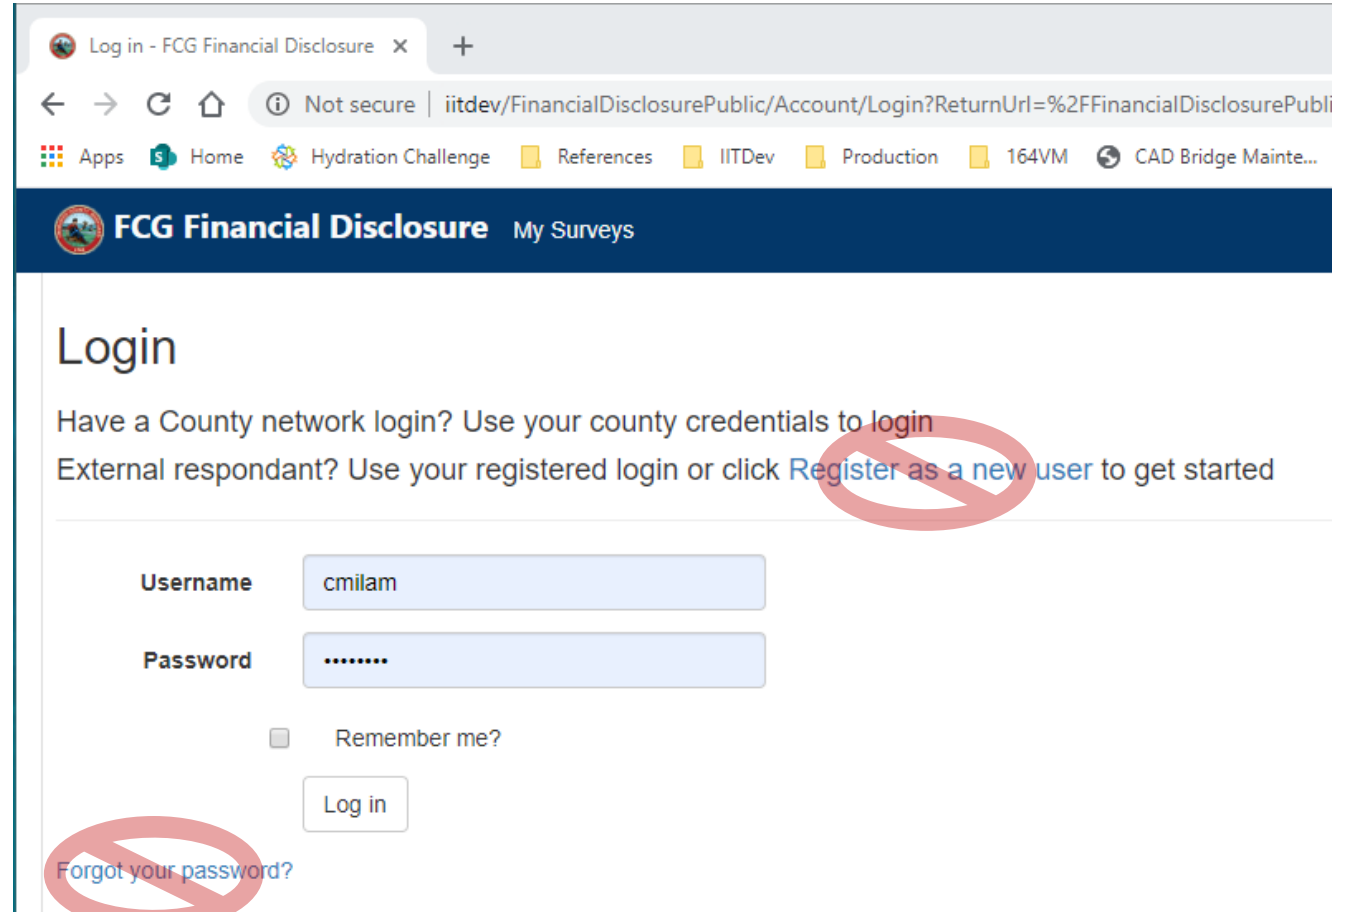 Log in - FCG Financial Disclosure
Not secure | iitdev/FinancialDisclosurePublic/Account/Login?ReturnUrl=%2FFinancialDisclosurePubli
Apps Home Hydration Challenge References IITDev Production 164VM CAD Bridge Mainte...
FCG Financial Disclosure My Surveys
Login
Have a County network login? Use your county credentials to login
External respondant? Use your registered login or click Register as a new user to get started
Username cmilam
Password ••••••••
Remember me?
Log in
Forgot your password?